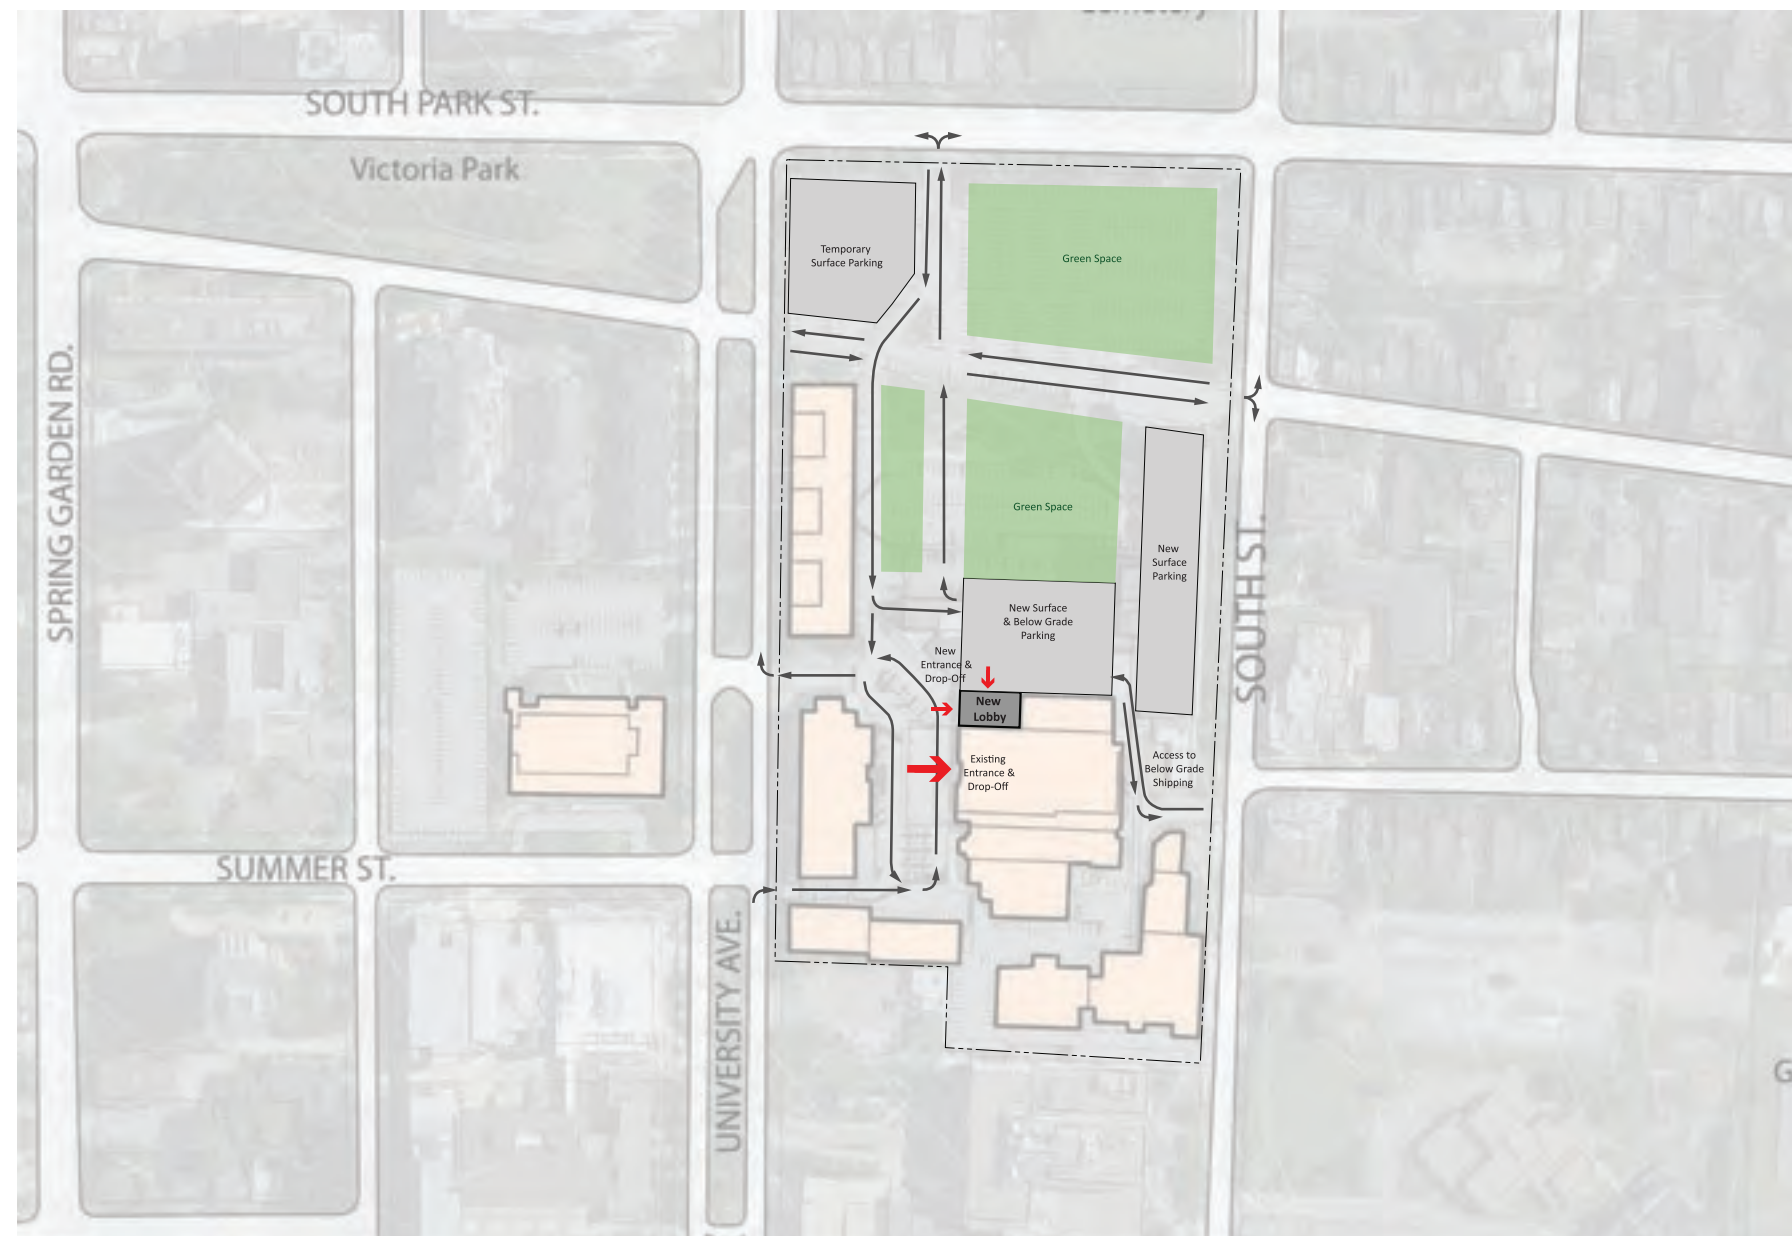 SOUTH PARK ST.
Victoria Park
Temporary
Surface Parking
Green Space
SPRING GARDEN RD.
Green Space
New
Surface
Parking
SOUTH ST.
New Surface
& Below Grade
Parking
New
Entrance &
Drop-Off
New
Lobby
Existing
Entrance &
Drop-Off
Access to
Below Grade
Shipping
SUMMER ST.
UNIVERSITY AVE.